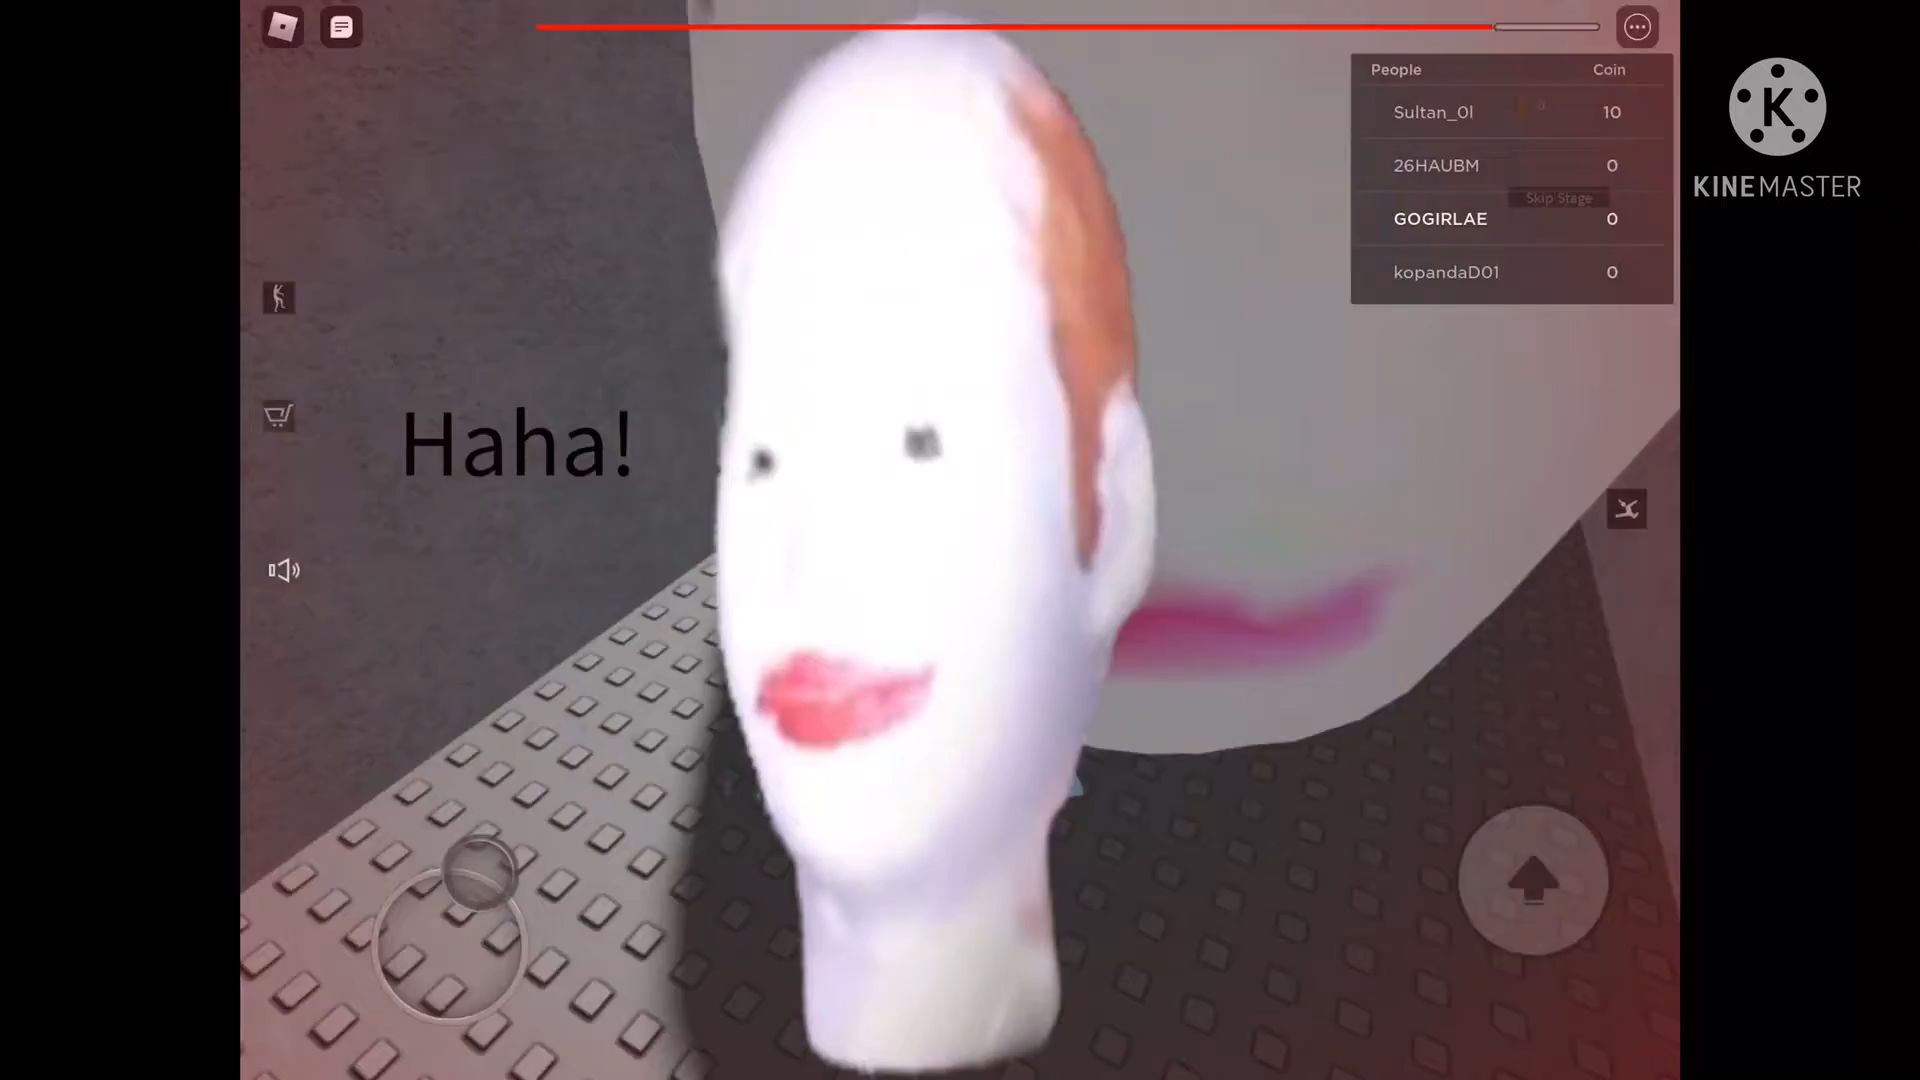 People Coin
Sultan_0l 10
26HAUBM 0
Skip Stage
GOGIRLAE 0
kopandaD01 0
K
KINEMASTER
Haha!